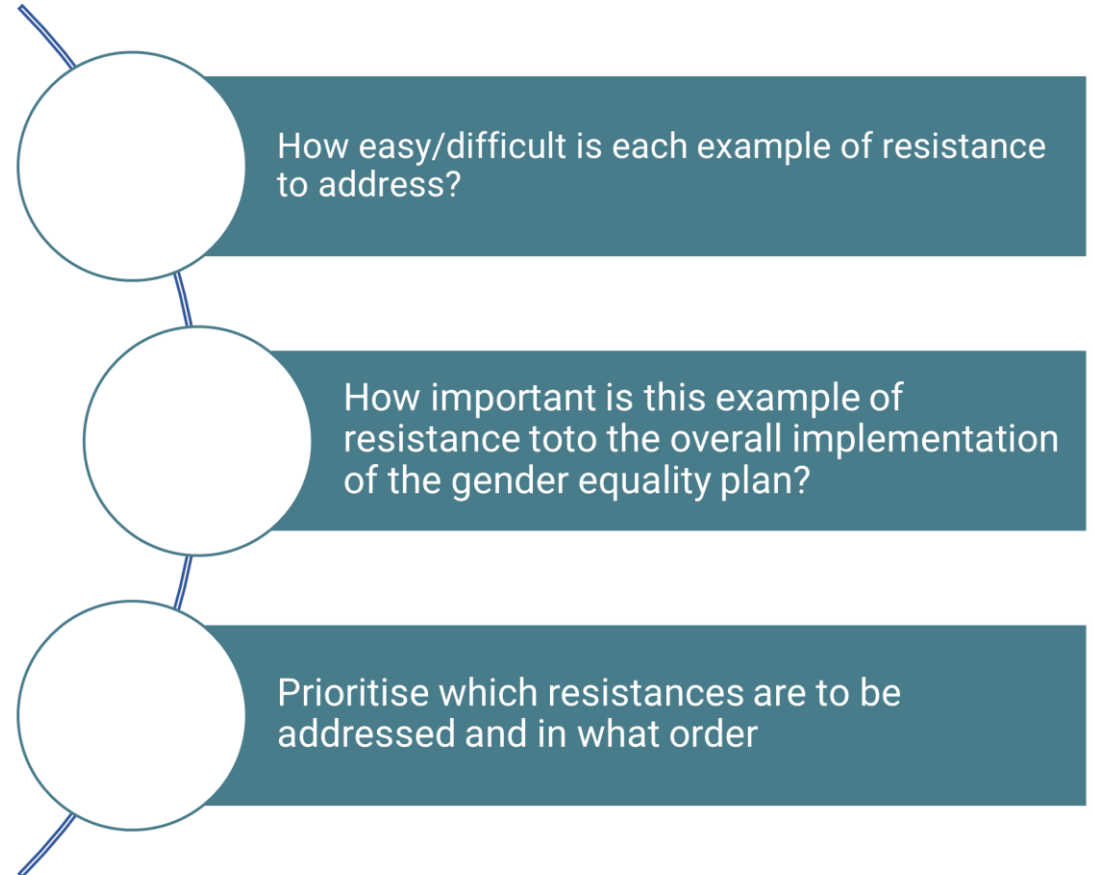 How easy/difficult is each example of resistance
to address?
How important is this example of
resistance toto the overall implementation
of the gender equality plan?
Prioritise which resistances are to be
addressed and in what order